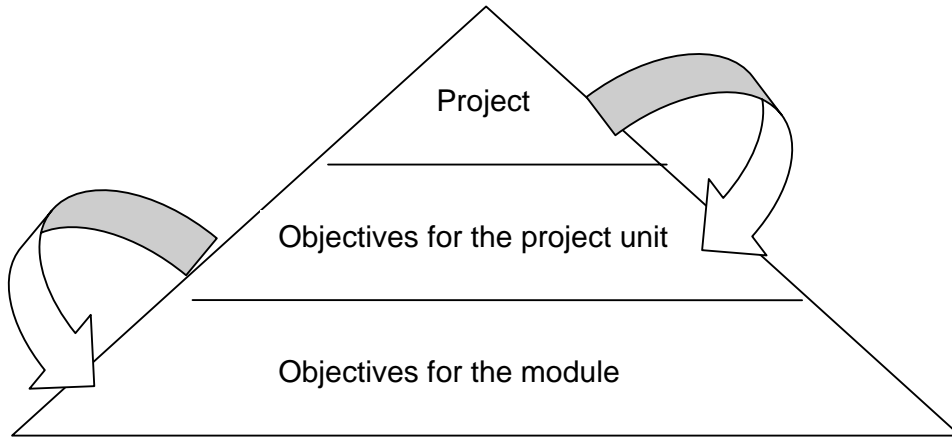 Project
Objectives for the project unit
Objectives for the module